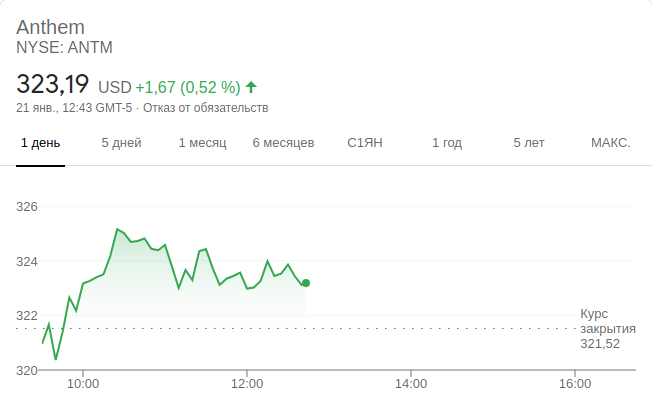 Anthem
NYSE: ANTM
323,19 USD +1,67 (0,52 %)
21 янв., 12:43 GMT-5 · Отказ от обязательств
1 день 5 дней 1 месяц 6 месяцев С1ЯН 1 год 5 лет МАКС.
326
324
322
320
Курс
закрытия
321,52
10:00 12:00 14:00 16:00